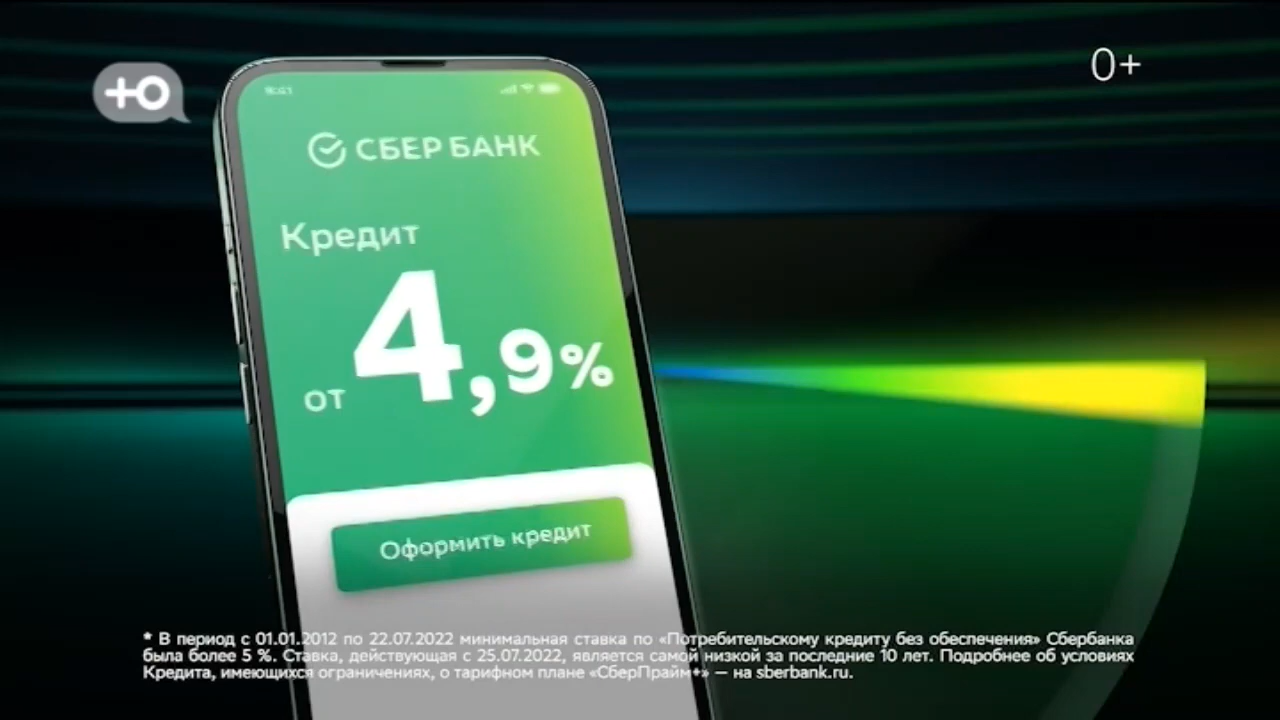 Ю
0+
9:41
СБЕР БАНК
Кредит
от 4,9%
Оформить кредит
* В период с 01.01.2012 по 22.07.2022 минимальная ставка по «Потребительскому кредиту без обеспечения» Сбербанка
была более 5 %. Ставка, действующая с 25.07.2022, является самой низкой за последние 10 лет. Подробнее об условиях
Кредита, имеющихся ограничениях, о тарифном плане «СберПрайм+» — на sberbank.ru.